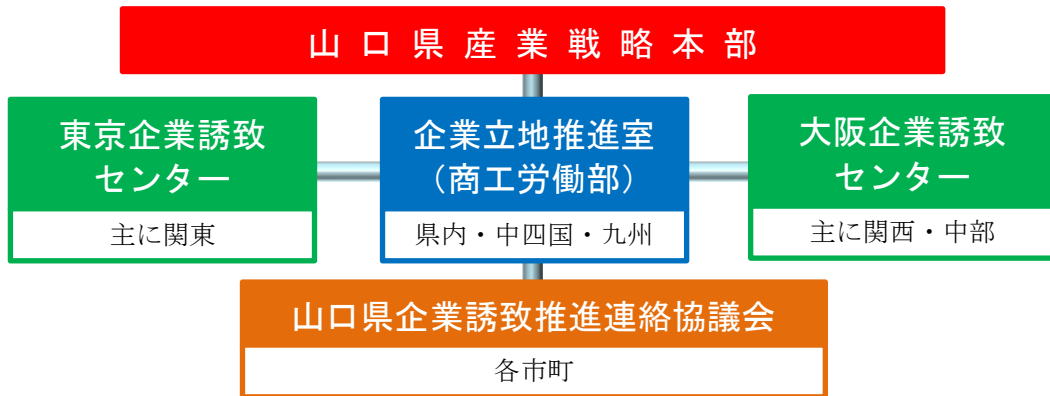 山口県産業戦略本部
東京企業誘致
センター
主に関東
企業立地推進室
（商工労働部）
県内・中四国・九州
大阪企業誘致
センター
主に関西・中部
山口県企業誘致推進連絡協議会
各市町